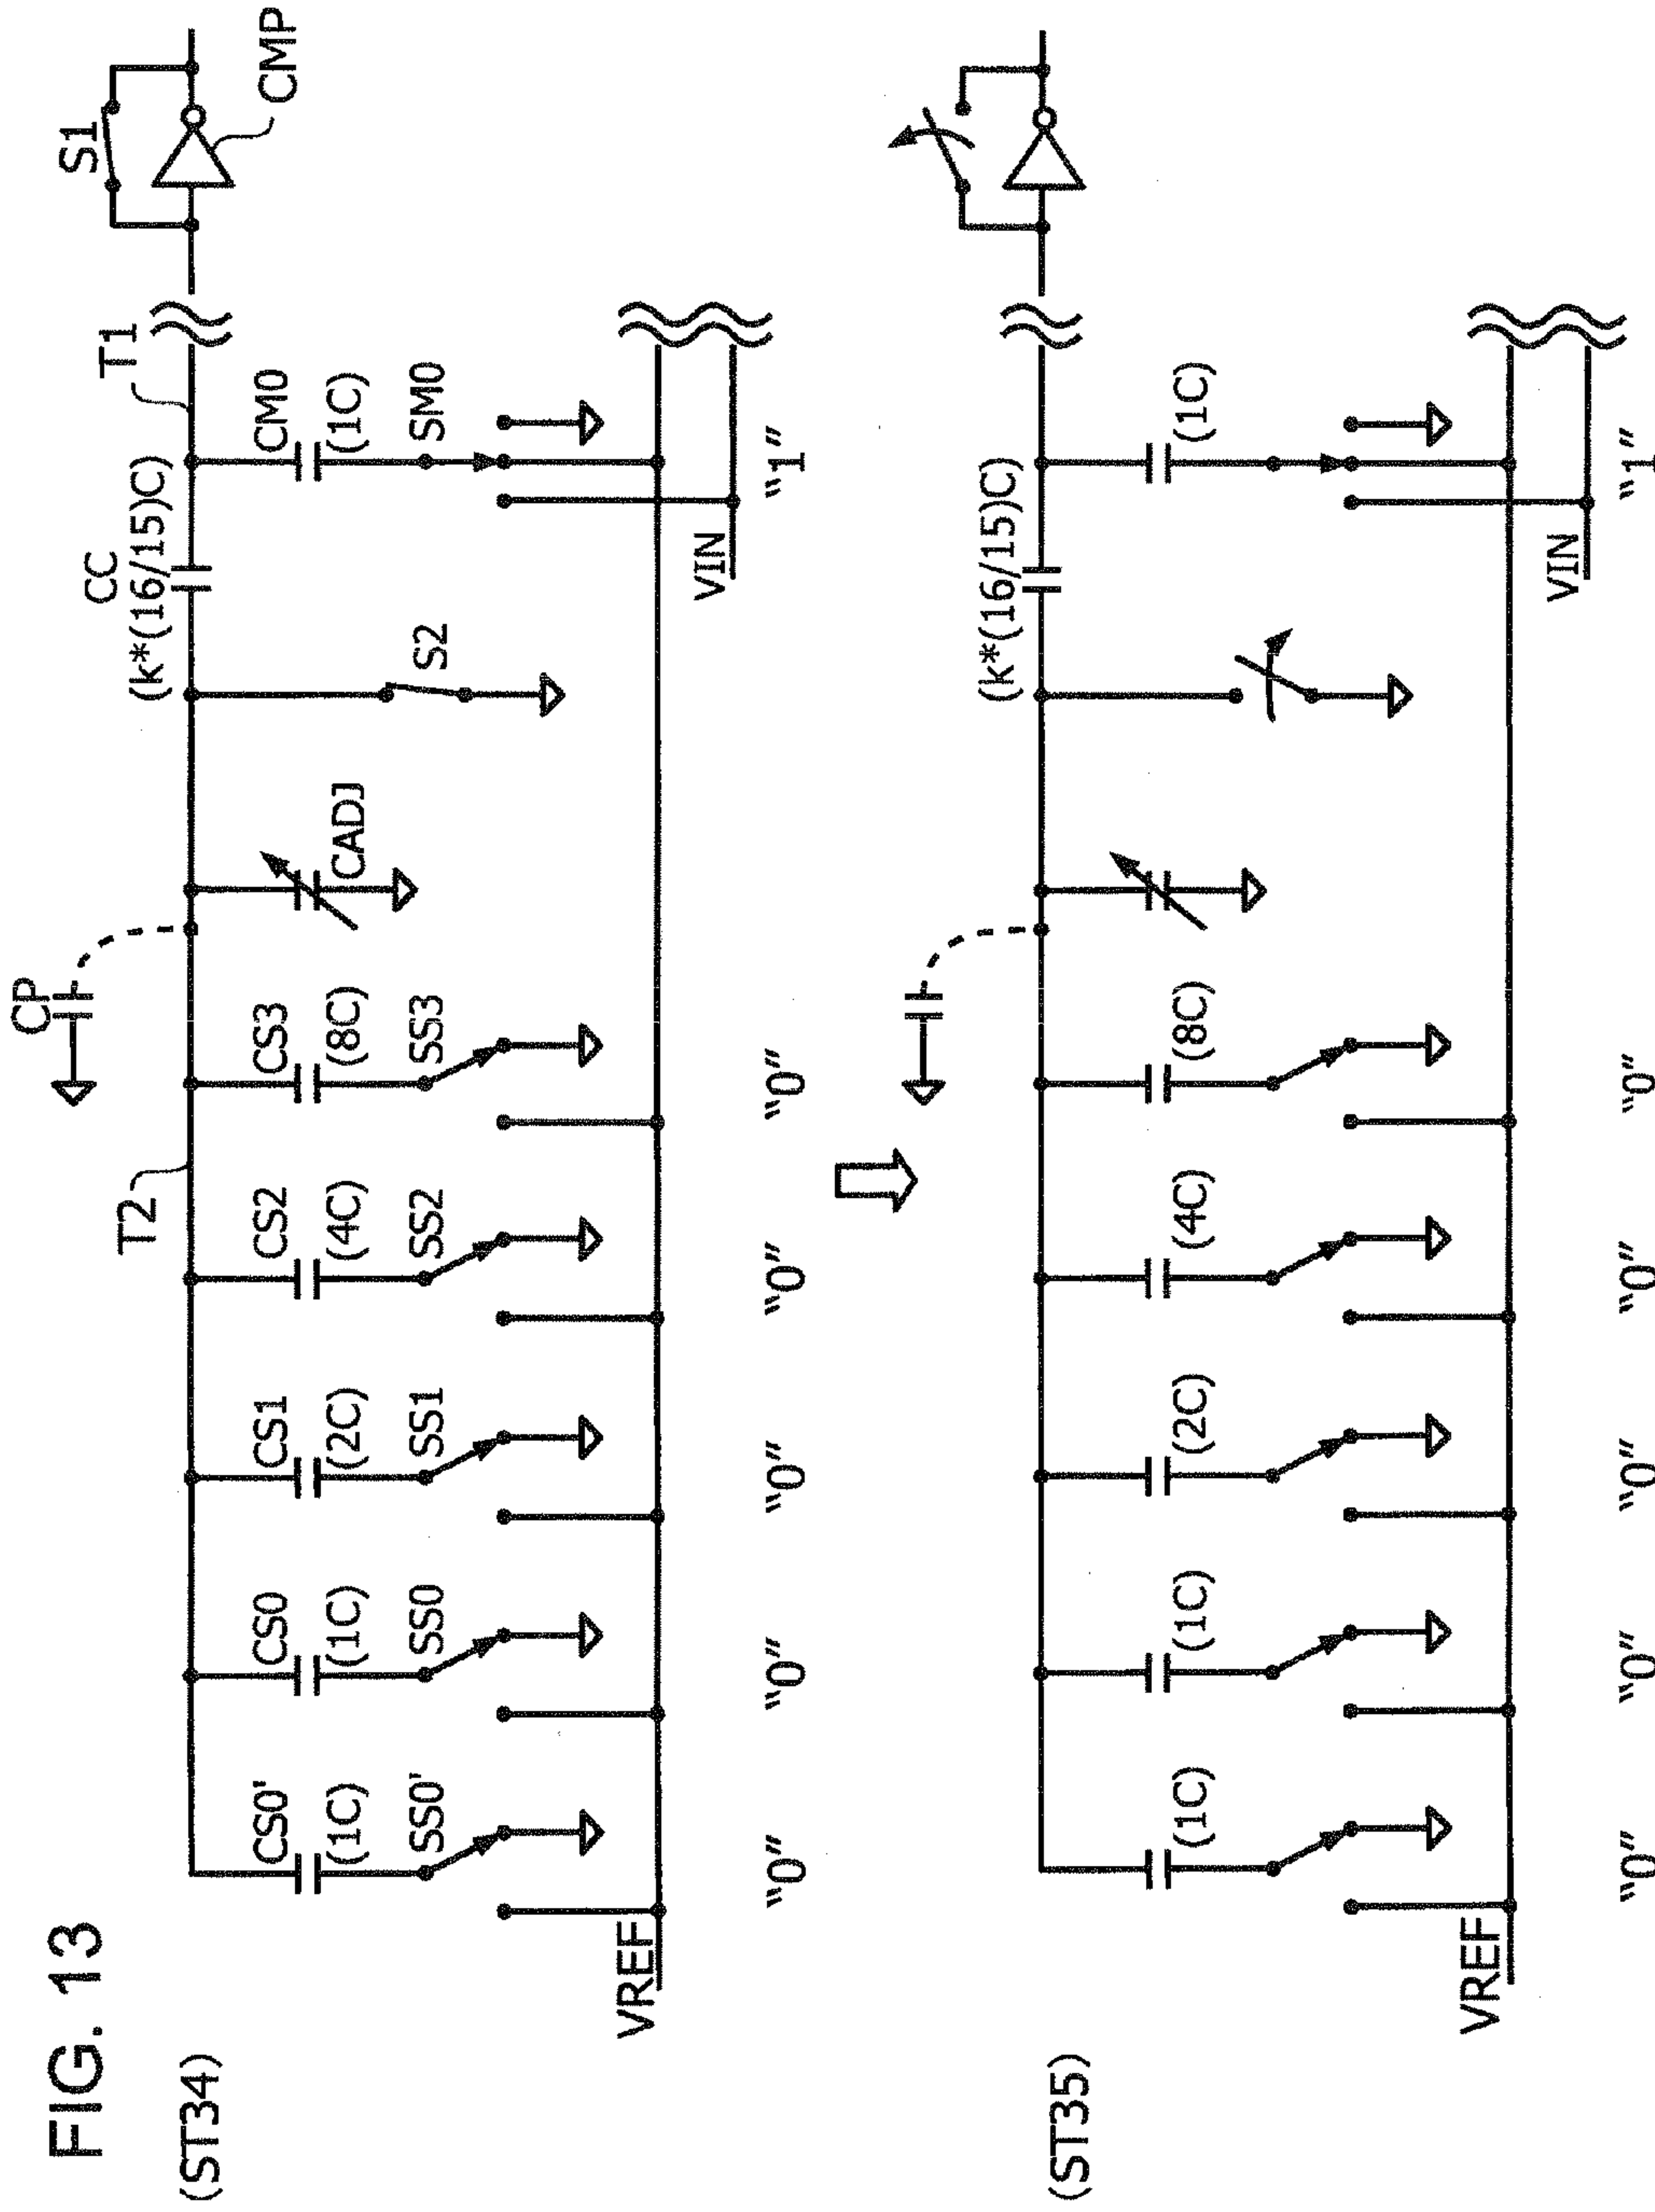 FIG. 13
(ST34)
CP
T2
CC
(k*(16/15)C)
T1
S1
CMP
CS0'
(1C)
SS0'
CS0
(1C)
SS0
CS1
(2C)
SS1
CS2
(4C)
SS2
CS3
(8C)
SS3
CADJ
S2
CM0
(1C)
SM0
VREF
VIN
"0"
"0"
"0"
"0"
"0"
"1"
(ST35)
(k*(16/15)C)
(1C)
(1C)
(2C)
(4C)
(8C)
(1C)
VREF
VIN
"0"
"0"
"0"
"0"
"0"
"1"